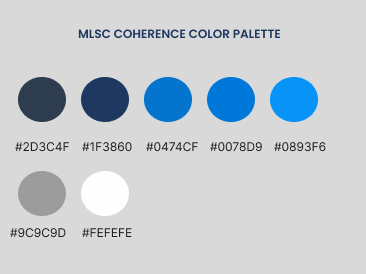 MLSC COHERENCE COLOR PALETTE
#2D3C4F #1F3860 #0474CF #0078D9 #0893F6
#9C9C9D #FEFEFE